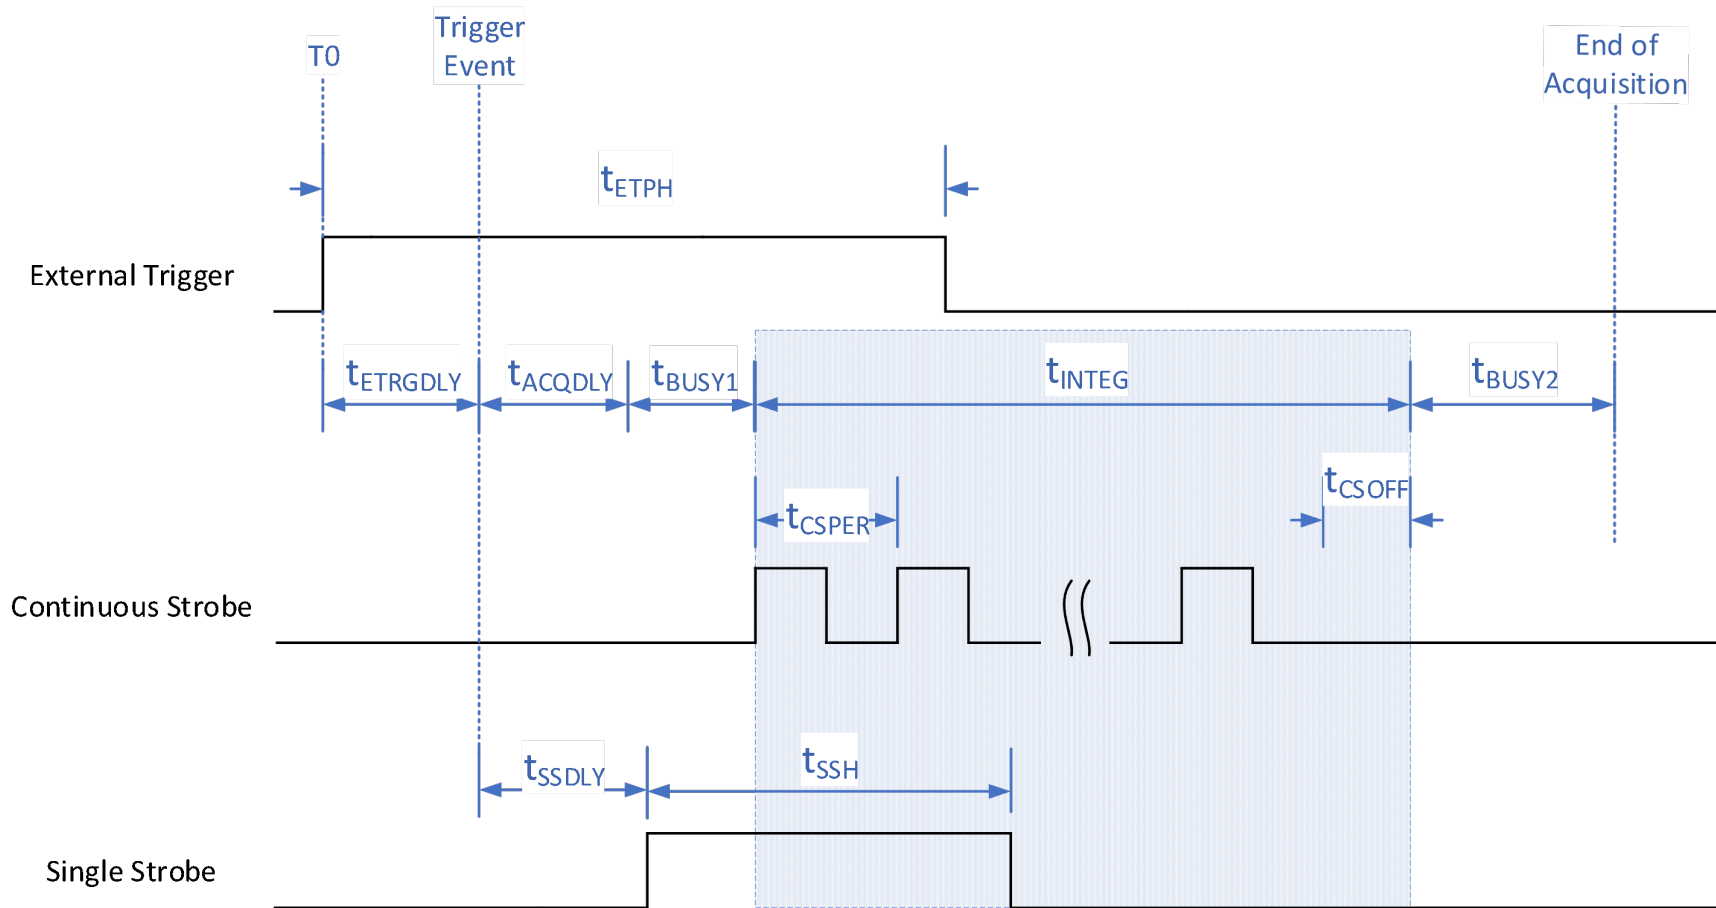 T0
Trigger
Event
End of
Acquisition
tETPH
External Trigger
tETRGDLY
tACQDLY
tBUSY1
tINTEG
tBUSY2
tCSPER
tCSOFF
Continuous Strobe
tSSDLY
tSSH
Single Strobe